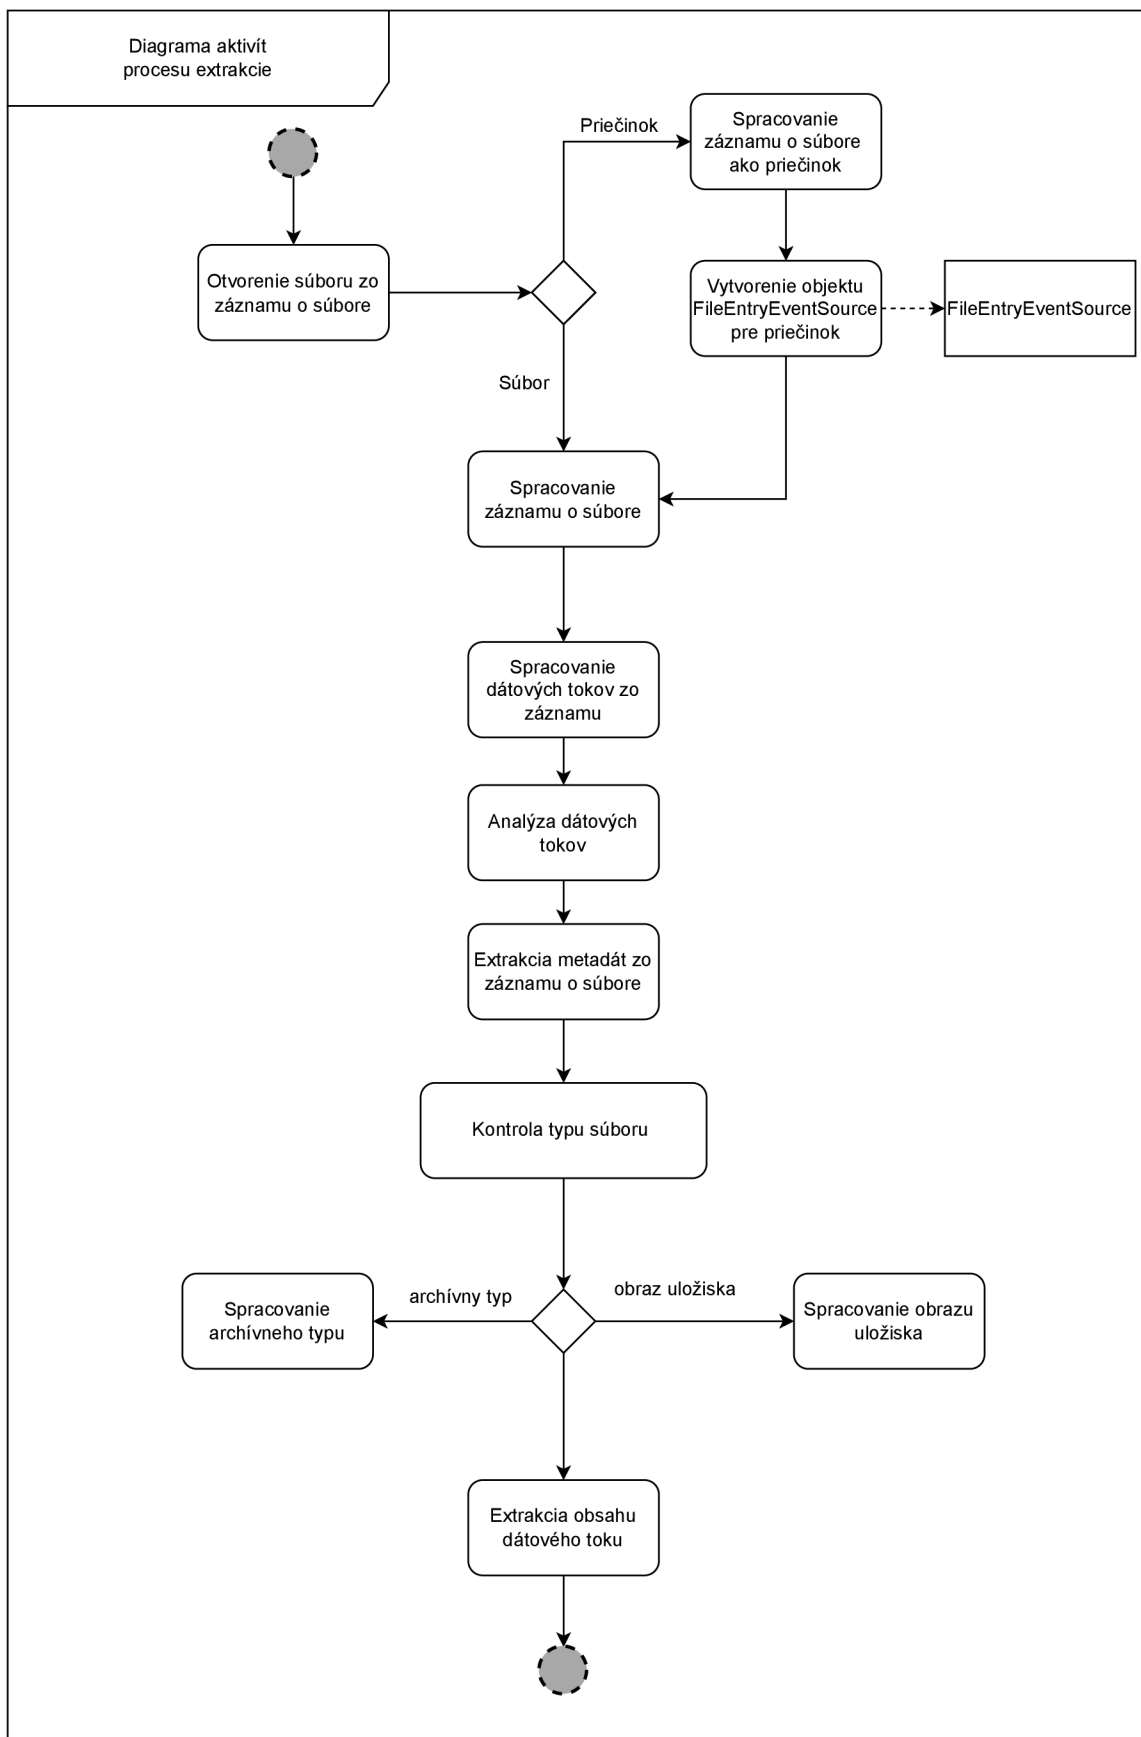 Diagrama aktivít
procesu extrakcie
Priečinok
Spracovanie
záznamu o súbore
ako priečinok
Otvorenie súboru zo
záznamu o súbore
Vytvorenie objektu
FileEntryEventSource
pre priečinok
FileEntryEventSource
Súbor
Spracovanie
záznamu o súbore
Spracovanie
dátových tokov zo
záznamu
Analýza dátových
tokov
Extrakcia metadát zo
záznamu o súbore
Kontrola typu súboru
archívny typ
obraz uložiska
Spracovanie
archívneho typu
Spracovanie obrazu
uložiska
Extrakcia obsahu
dátového toku